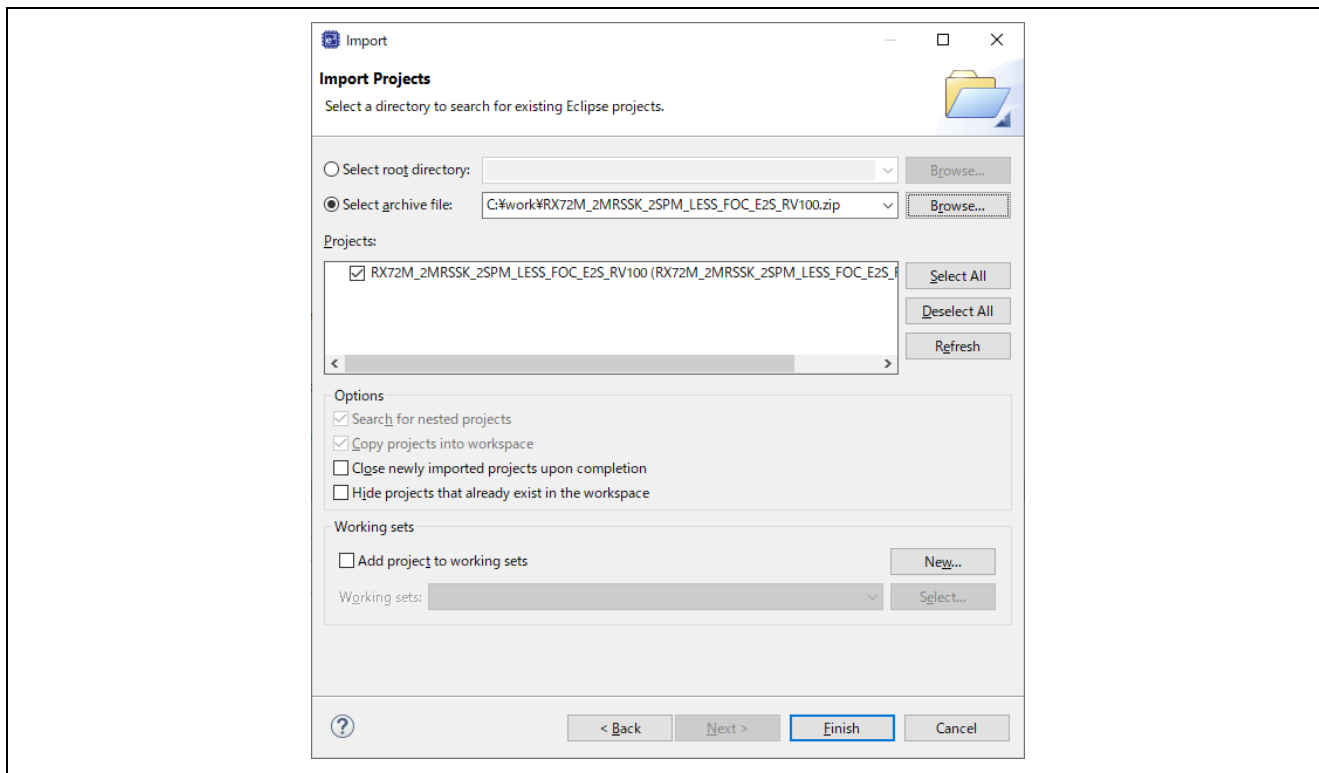 Import
Import Projects
Select a directory to search for existing Eclipse projects.
Select root directory: Browse...
Select archive file: C:¥work¥RX72M_2MRSSK_2SPM_LESS_FOC_E2S_RV100.zip Browse...
Projects:
RX72M_2MRSSK_2SPM_LESS_FOC_E2S_RV100 (RX72M_2MRSSK_2SPM_LESS_FOC_E2S_ Select All
Deselect All
Refresh
Options
Search for nested projects
Copy projects into workspace
Close newly imported projects upon completion
Hide projects that already exist in the workspace
Working sets
Add project to working sets New...
Working sets: Select...
? < Back Next > Finish Cancel